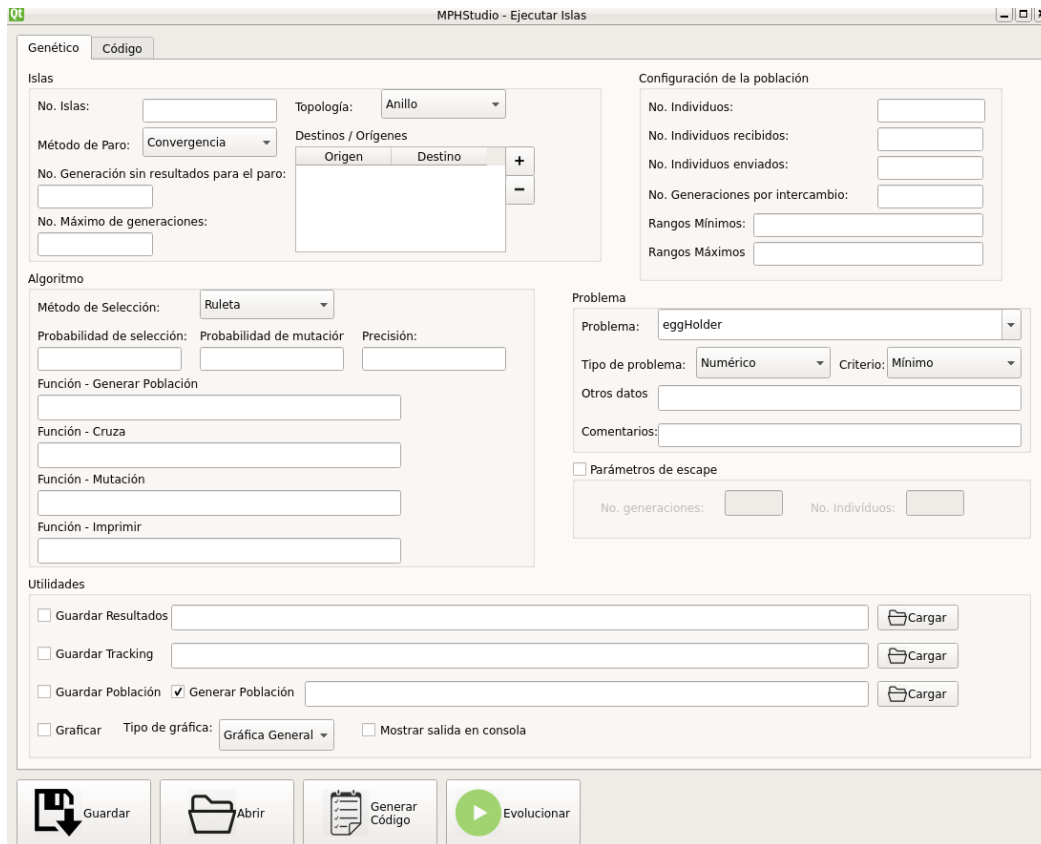 Qt MPHStudio - Ejecutar Islas
Genético Código
Islas
No. Islas:
Topología: Anillo
Método de Paro: Convergencia
Destinos / Orígenes
Origen Destino
+
−
No. Generación sin resultados para el paro:
No. Máximo de generaciones:
Configuración de la población
No. Individuos:
No. Individuos recibidos:
No. Individuos enviados:
No. Generaciones por intercambio:
Rangos Mínimos:
Rangos Máximos
Algoritmo
Método de Selección: Ruleta
Probabilidad de selección: Probabilidad de mutaciór Precisión:
Función - Generar Población
Función - Cruza
Función - Mutación
Función - Imprimir
Problema
Problema: eggHolder
Tipo de problema: Numérico Criterio: Mínimo
Otros datos
Comentarios:
Parámetros de escape
No. generaciones: No. Indivíduos:
Utilidades
Guardar Resultados Cargar
Guardar Tracking Cargar
Guardar Población Generar Población Cargar
Graficar Tipo de gráfica: Gráfica General Mostrar salida en consola
Guardar Abrir Generar Código Evolucionar